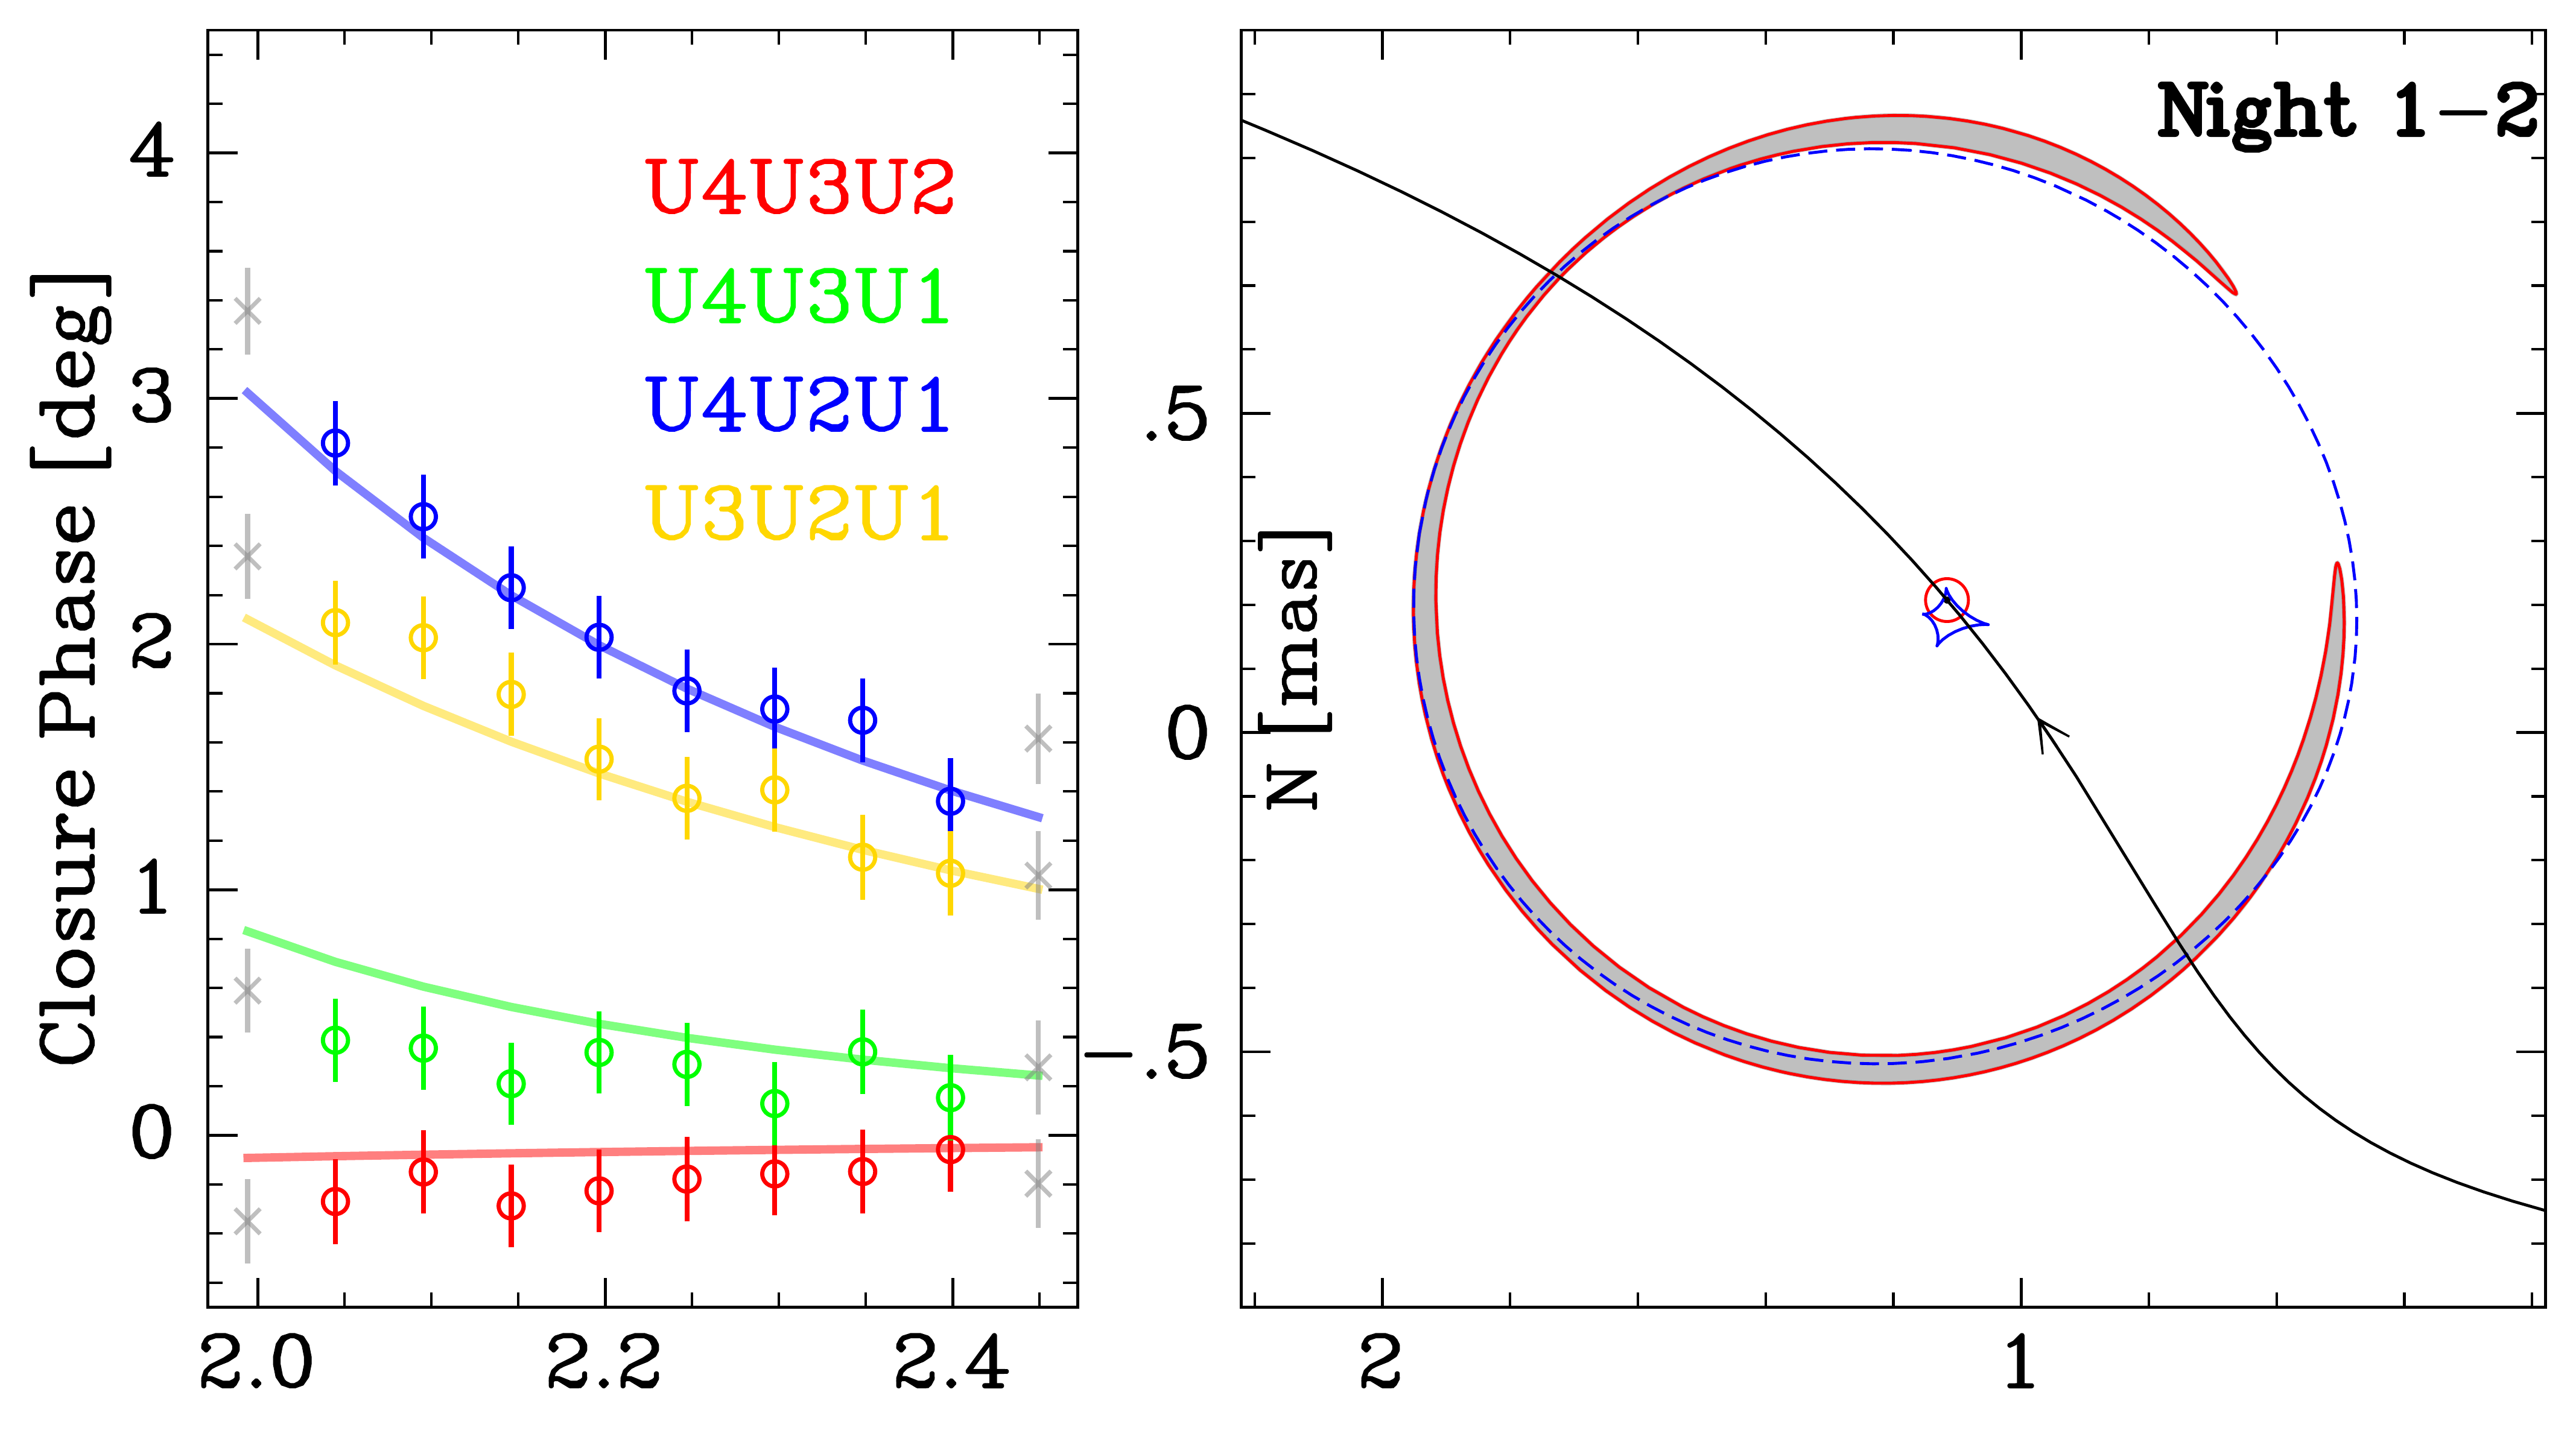 Closure Phase [deg]
4
3
2
1
0
U4U3U2
U4U3U1
U4U2U1
U3U2U1
2.0 2.2 2.4
Night 1-2
N [mas]
.5
0
-.5
2 1